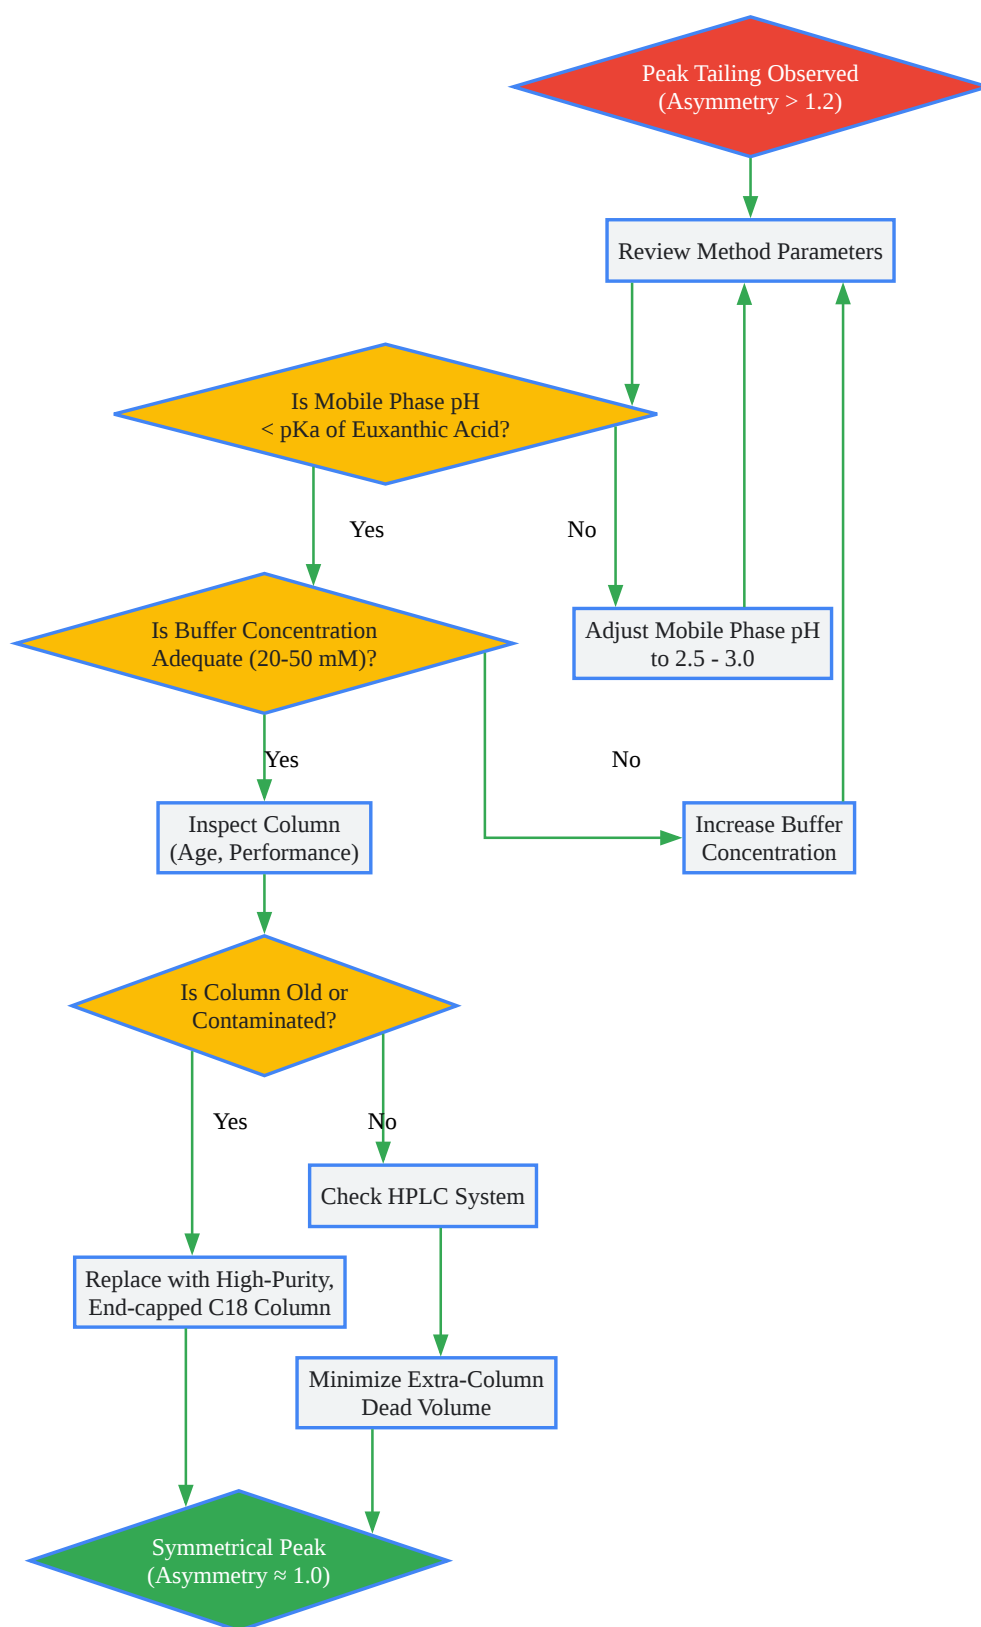 Peak Tailing Observed
(Asymmetry > 1.2)
Review Method Parameters
Is Mobile Phase pH
< pKa of Euxanthic Acid?
Yes
No
Is Buffer Concentration
Adequate (20-50 mM)?
Adjust Mobile Phase pH
to 2.5 - 3.0
Yes
No
Inspect Column
(Age, Performance)
Increase Buffer
Concentration
Is Column Old or
Contaminated?
Yes
No
Check HPLC System
Replace with High-Purity,
End-capped C18 Column
Minimize Extra-Column
Dead Volume
Symmetrical Peak
(Asymmetry ≈ 1.0)